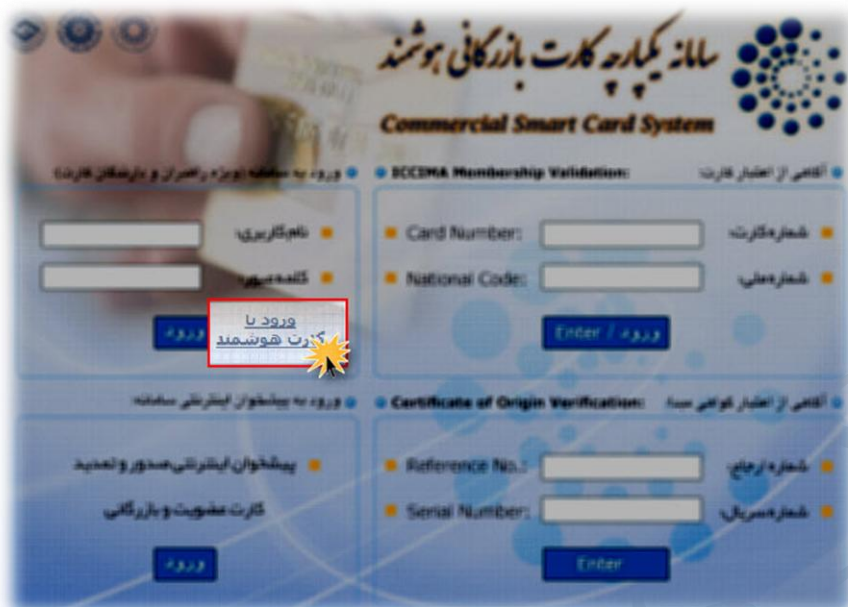 سامانه یکپارچه کارت بازرگانی هوشمند
Commercial Smart Card System
آگاهی از اعتبار کارت:
ICCIMA Membership Validation:
شماره کارت:
Card Number:
شماره ملی:
National Code:
ورود / Enter
ورود به سامانه (ویژه راهبران و دارندگان کارت)
نام کاربری:
کلمه عبور:
ورود
ورود با
کارت هوشمند
آگاهی از اعتبار گواهی مبدا:
Certificate of Origin Verification:
شماره ارجاع:
Reference No.:
شماره سریال:
Serial Number:
Enter
ورود به پیشخوان اینترنتی سامانه:
پیشخوان اینترنتی صدور و تمدید
کارت عضویت و بازرگانی
ورود